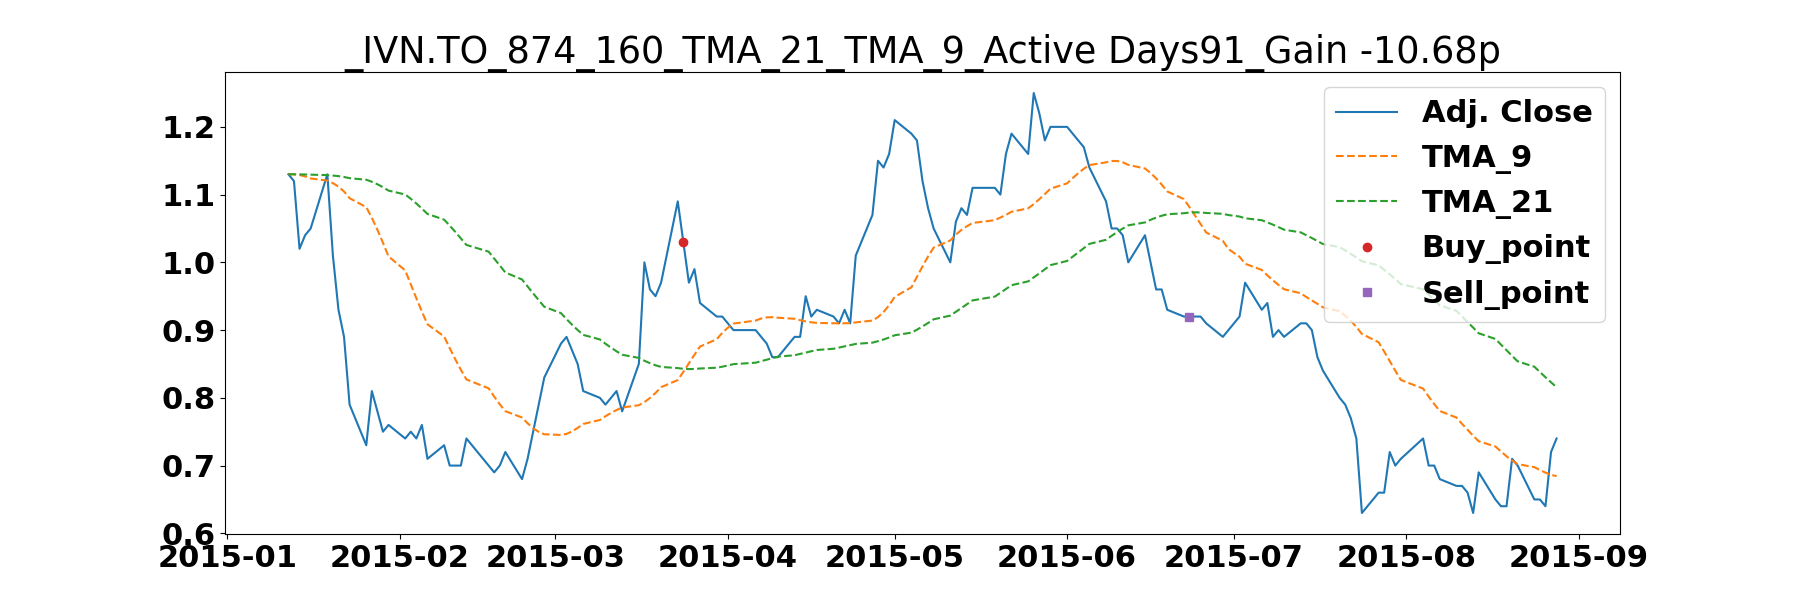 _IVN.TO_874_160_TMA_21_TMA_9_Active Days91_Gain -10.68p
1.2
1.1
1.0
0.9
0.8
0.7
0.6
Adj. Close
TMA_9
TMA_21
Buy_point
Sell_point
2015-01 2015-02 2015-03 2015-04 2015-05 2015-06 2015-07 2015-08 2015-09